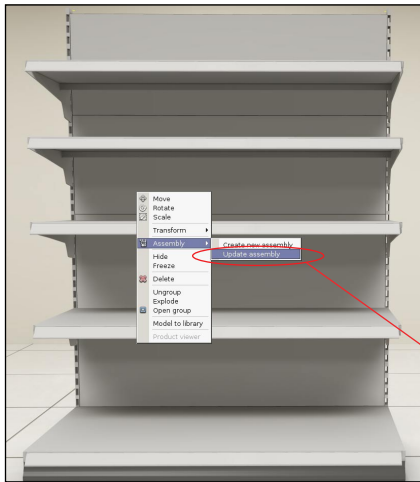 Move
Rotate
Scale
Transform
Assembly
Create new assembly
Update assembly
Hide
Freeze
Delete
Ungroup
Explode
Open group
Model to library
Product viewer